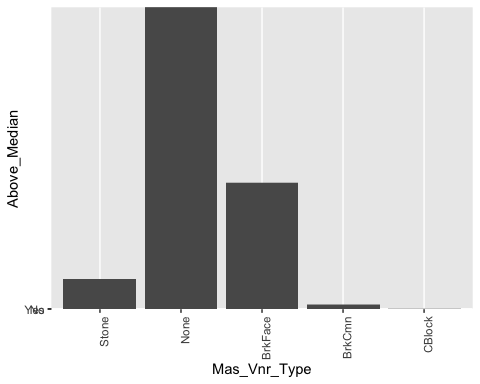 Above_Median
Stone
None
BrkFace
BrkCmn
CBlock
Mas_Vnr_Type